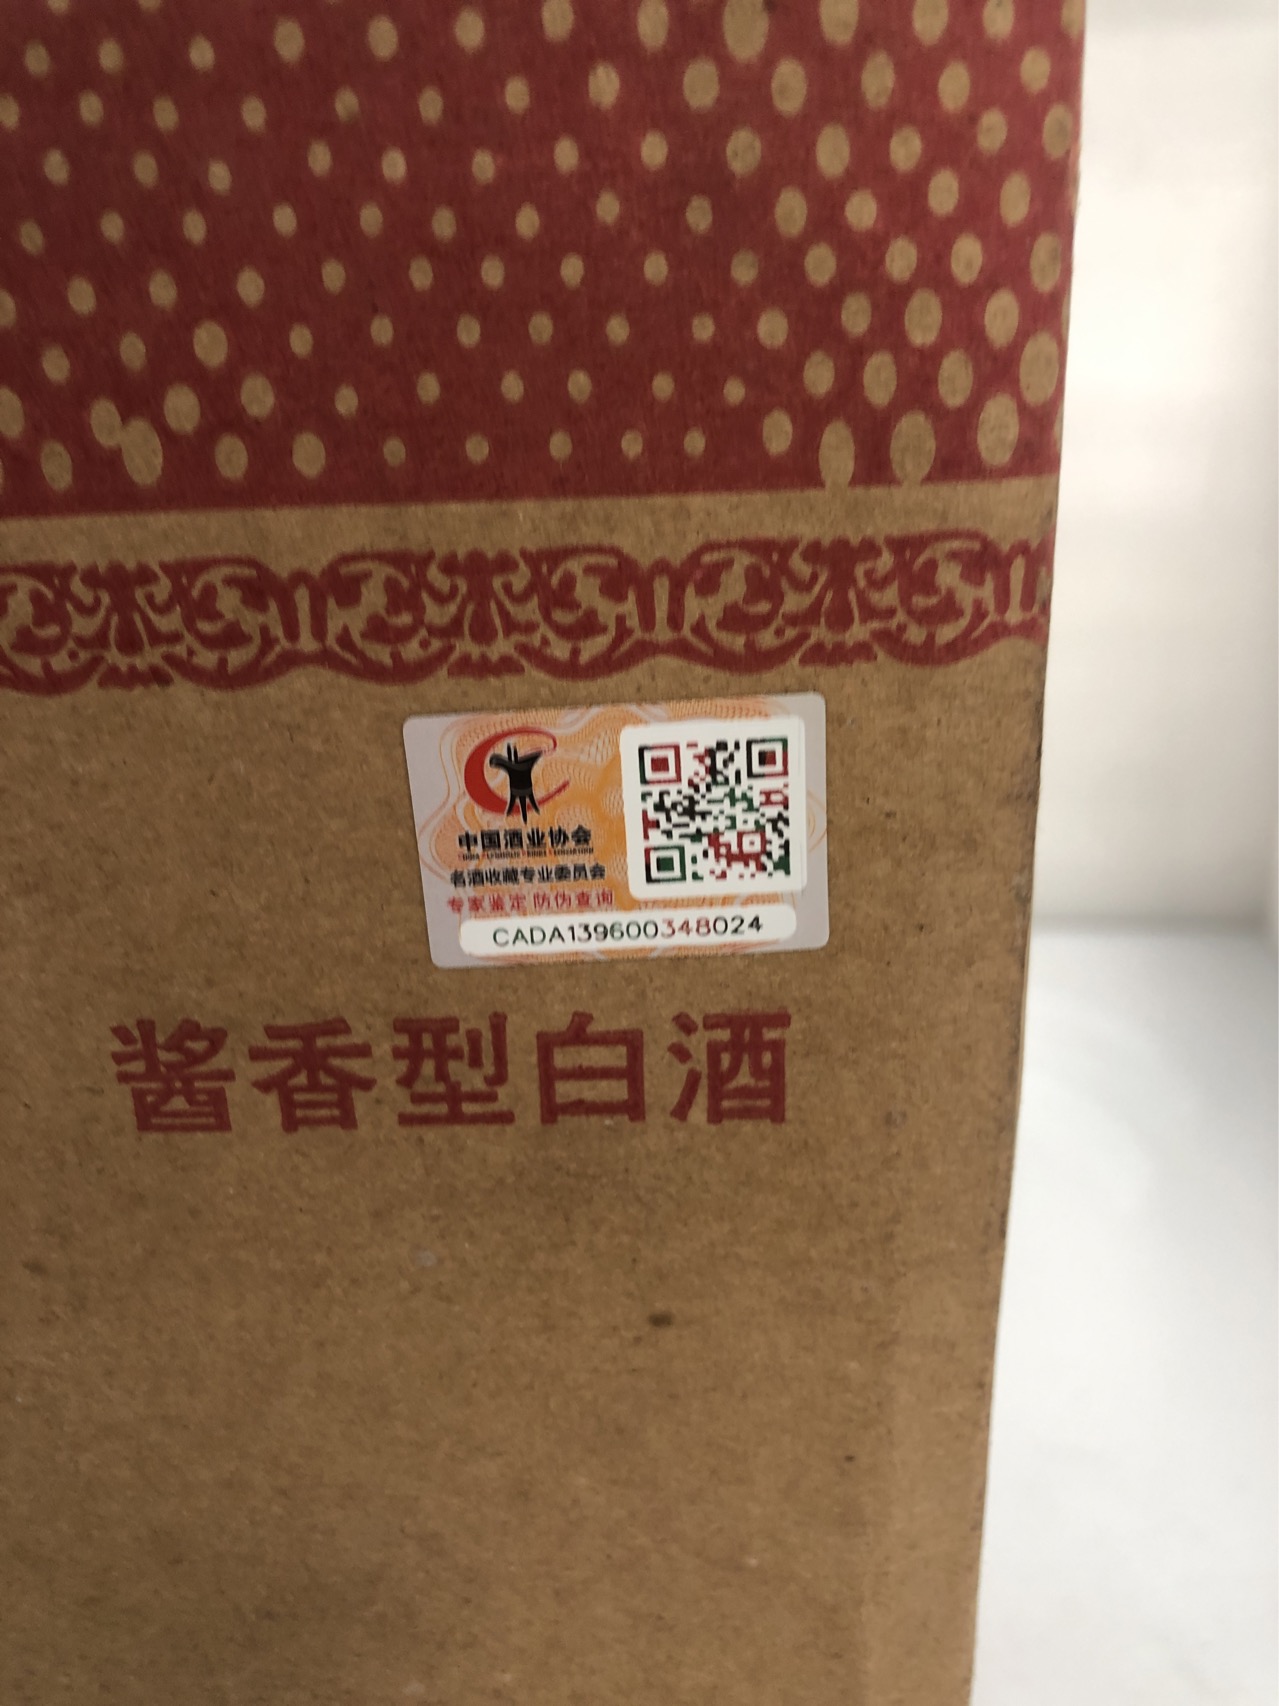 中国酒业协会
名酒收藏专业委员会
专家鉴定 防伪查询
CADA139600348024
酱香型白酒